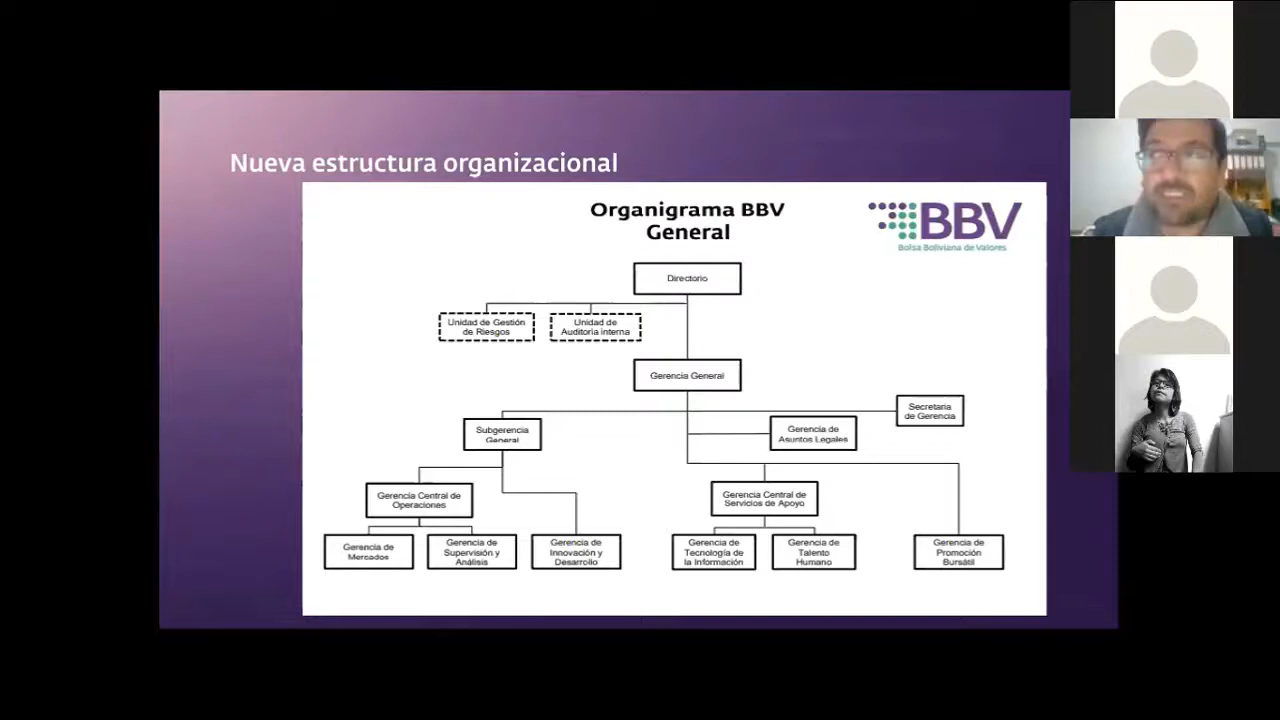 Nueva estructura organizacional
Organigrama BBV
General
BBV
Bolsa Boliviana de Valores
Directorio
Unidad de Gestión
de Riesgos
Unidad de
Auditoría interna
Gerencia General
Secretaria
de Gerencia
Subgerencia
General
Gerencia de
Asuntos Legales
Gerencia Central de
Operaciones
Gerencia Central de
Servicios de Apoyo
Gerencia de
Mercados
Gerencia de
Supervisión y
Análisis
Gerencia de
Innovación y
Desarrollo
Gerencia de
Tecnología de
la Información
Gerencia de
Talento
Humano
Gerencia de
Promoción
Bursátil